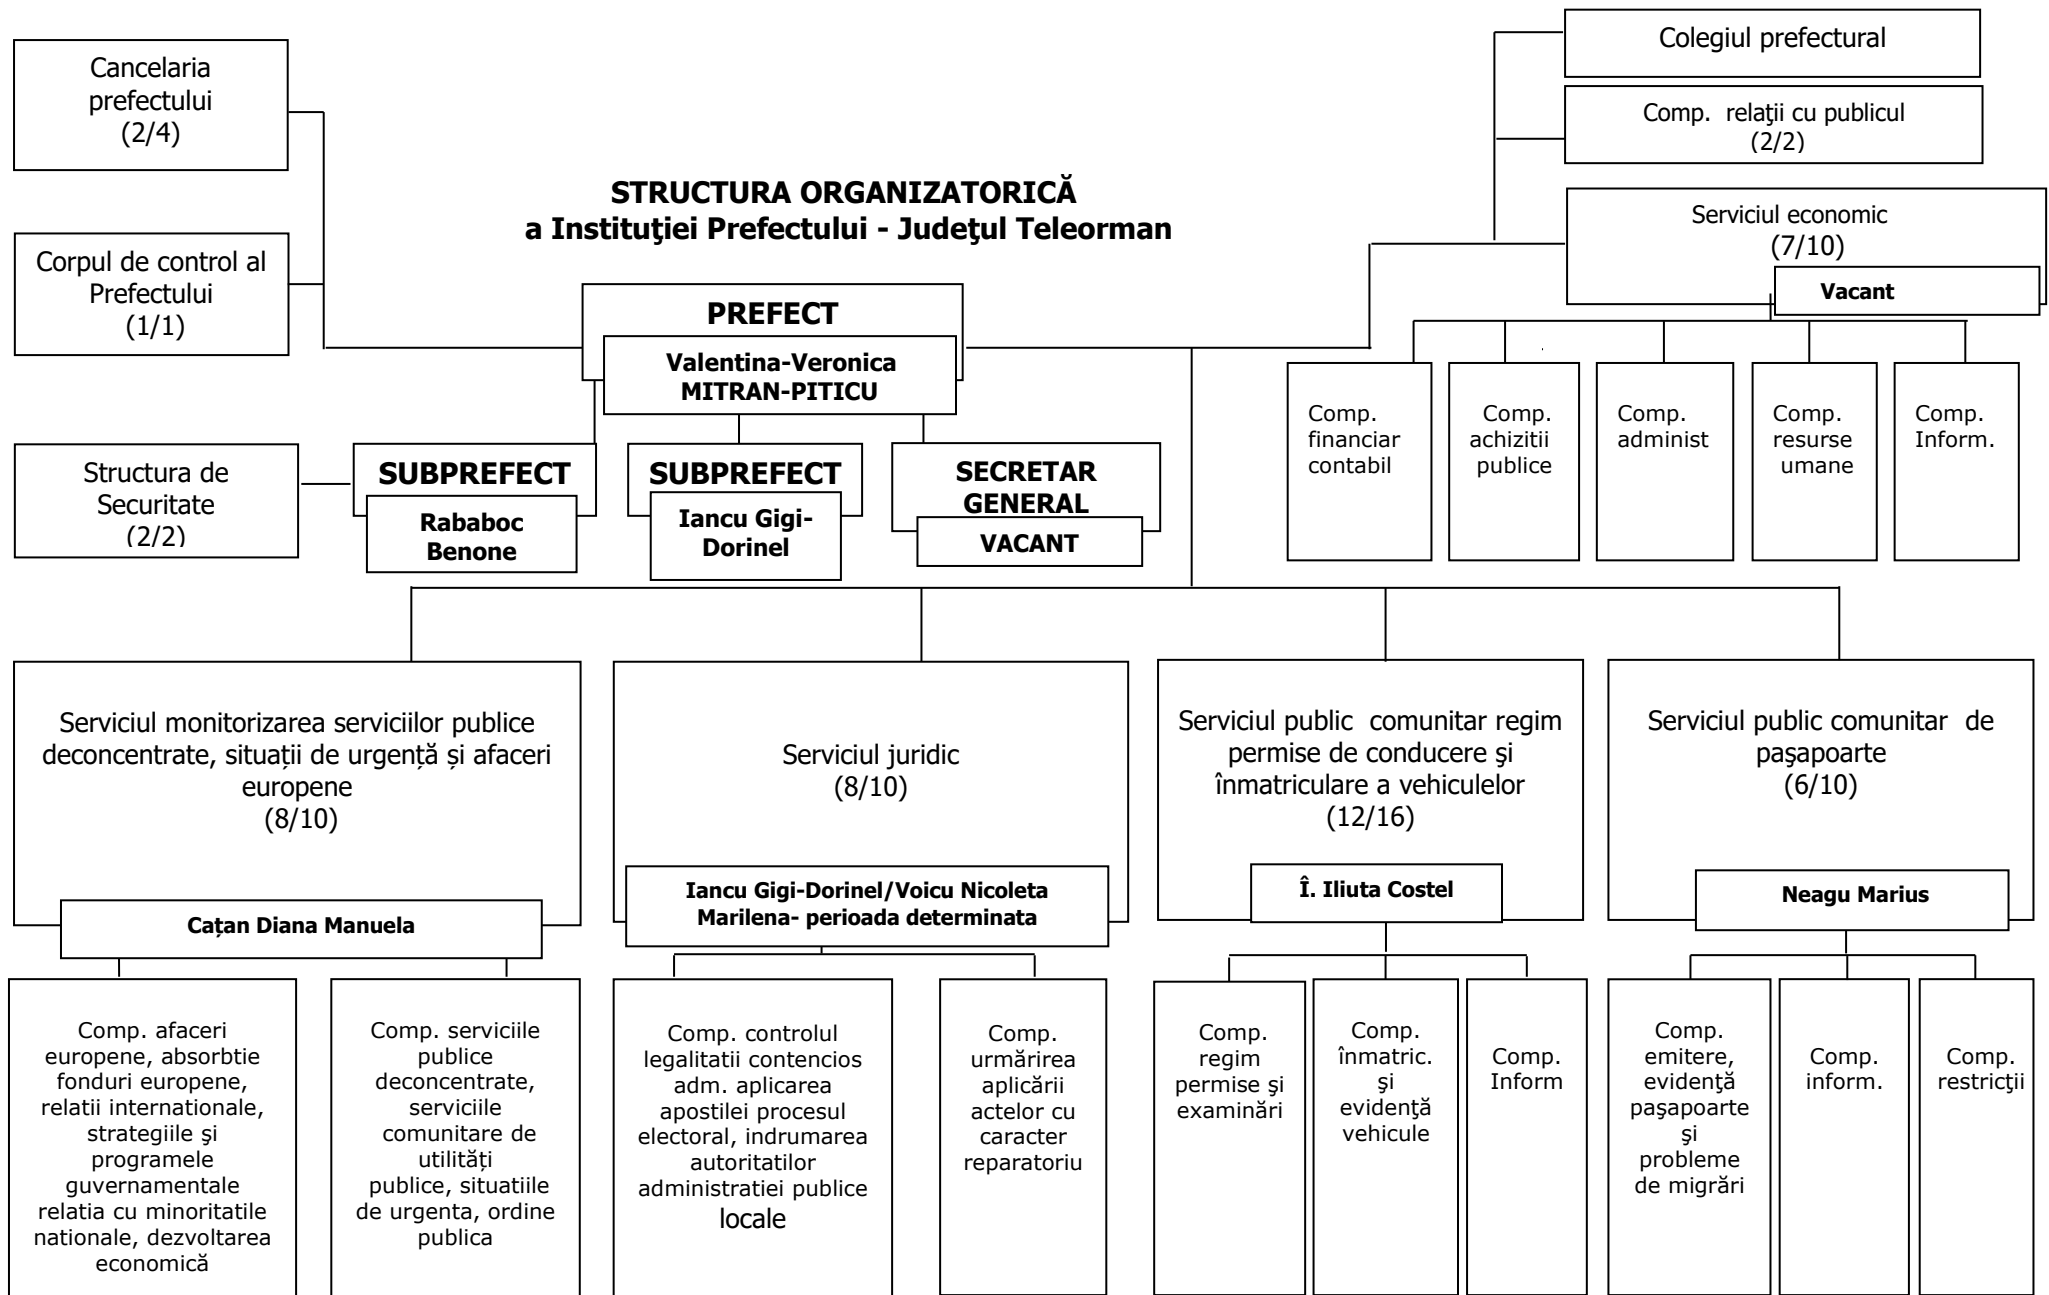 Cancelaria
prefectului
(2/4)
Colegiul prefectural
Comp.  relaţii cu publicul
(2/2)
STRUCTURA ORGANIZATORICĂ
a Instituţiei Prefectului - Judeţul Teleorman
Serviciul economic
(7/10)
Vacant
Corpul de control al
Prefectului
(1/1)
PREFECT
Valentina-Veronica
MITRAN-PITICU
Comp.
financiar
contabil
Comp.
achizitii
publice
Comp.
administ
Comp.
resurse
umane
Comp.
Inform.
Structura de
Securitate
(2/2)
SUBPREFECT
Rababoc
Benone
SUBPREFECT
Iancu Gigi-
Dorinel
SECRETAR
GENERAL
VACANT
Serviciul monitorizarea serviciilor publice
deconcentrate, situații de urgență și afaceri
europene
(8/10)
Cațan Diana Manuela
Serviciul juridic
(8/10)
Iancu Gigi-Dorinel/Voicu Nicoleta
Marilena- perioada determinata
Serviciul public  comunitar regim
permise de conducere şi
înmatriculare a vehiculelor
(12/16)
Î. Iliuta Costel
Serviciul public comunitar  de
paşapoarte
(6/10)
Neagu Marius
Comp. afaceri
europene, absorbtie
fonduri europene,
relatii internationale,
strategiile şi
programele
guvernamentale
relatia cu minoritatile
nationale, dezvoltarea
economică
Comp. serviciile
publice
deconcentrate,
serviciile
comunitare de
utilități
publice, situatiile
de urgenta, ordine
publica
Comp. controlul
legalitatii contencios
adm. aplicarea
apostilei procesul
electoral, indrumarea
autoritatilor
administratiei publice
locale
Comp.
urmărirea
aplicării
actelor cu
caracter
reparatoriu
Comp.
regim
permise şi
examinări
Comp.
înmatric.
şi
evidenţă
vehicule
Comp.
Inform
Comp.
emitere,
evidenţă
paşapoarte
şi
probleme
de migrări
Comp.
inform.
Comp.
restricţii